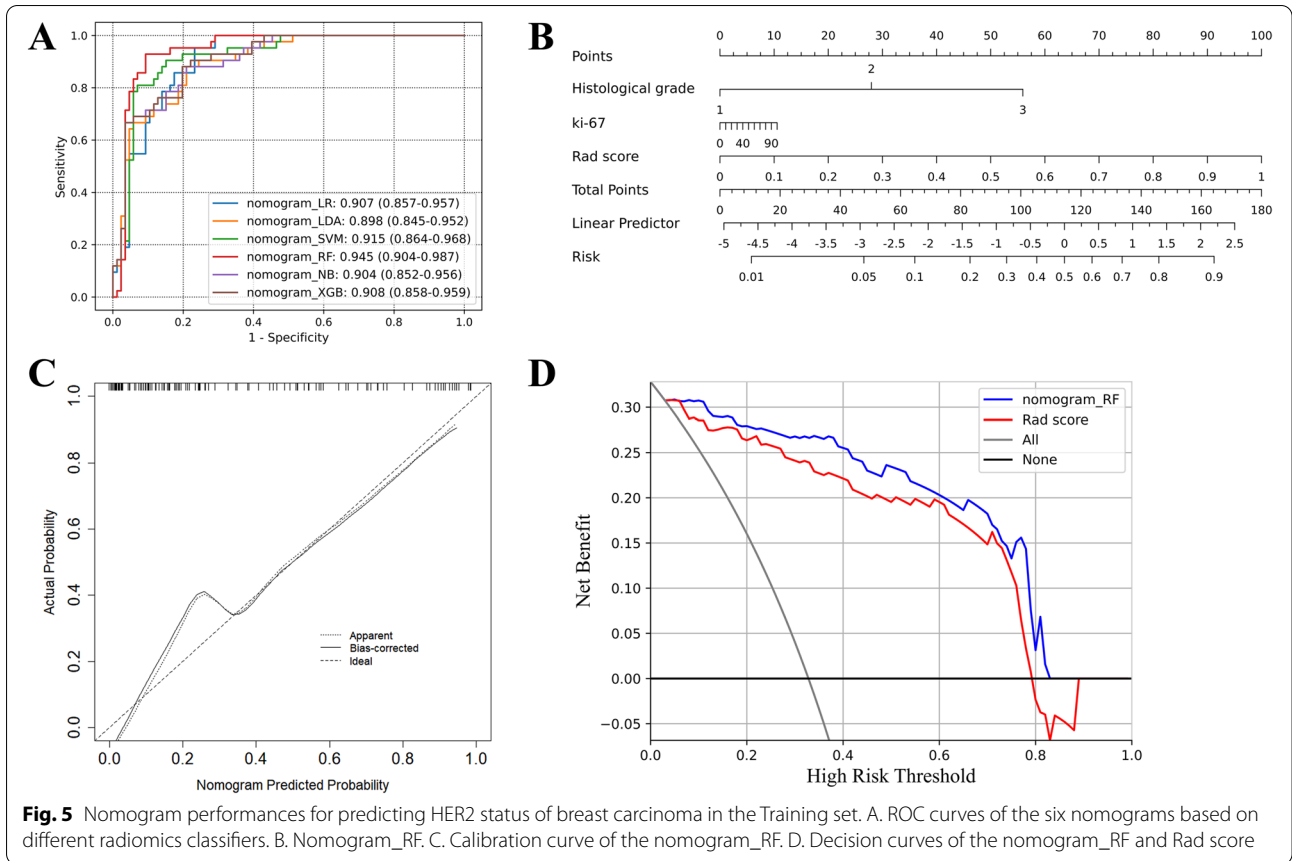 A
1.0
0.8
0.6
0.4
0.2
0.0
Sensitivity
nomogram_LR: 0.907 (0.857-0.957)
nomogram_LDA: 0.898 (0.845-0.952)
nomogram_SVM: 0.915 (0.864-0.968)
nomogram_RF: 0.945 (0.904-0.987)
nomogram_NB: 0.904 (0.852-0.956)
nomogram_XGB: 0.908 (0.858-0.959)
0.0 0.2 0.4 0.6 0.8 1.0
1 - Specificity
B
0 10 20 30 40 50 60 70 80 90 100
Points
2
Histological grade
1 3
ki-67
0 40 90
Rad score
0 0.1 0.2 0.3 0.4 0.5 0.6 0.7 0.8 0.9 1
Total Points
0 20 40 60 80 100 120 140 160 180
Linear Predictor
-5 -4.5 -4 -3.5 -3 -2.5 -2 -1.5 -1 -0.5 0 0.5 1 1.5 2 2.5
Risk
0.01 0.05 0.1 0.2 0.3 0.4 0.5 0.6 0.7 0.8 0.9
C
1.0
0.8
0.6
0.4
0.2
0.0
Actual Probability
Apparent
Bias-corrected
Ideal
0.0 0.2 0.4 0.6 0.8 1.0
Nomogram Predicted Probability
D
0.30
0.25
0.20
0.15
0.10
0.05
0.00
−0.05
Net Benefit
nomogram_RF
Rad score
All
None
0.0 0.2 0.4 0.6 0.8 1.0
High Risk Threshold
Fig. 5 Nomogram performances for predicting HER2 status of breast carcinoma in the Training set. A. ROC curves of the six nomograms based on
different radiomics classifiers. B. Nomogram_RF. C. Calibration curve of the nomogram_RF. D. Decision curves of the nomogram_RF and Rad score